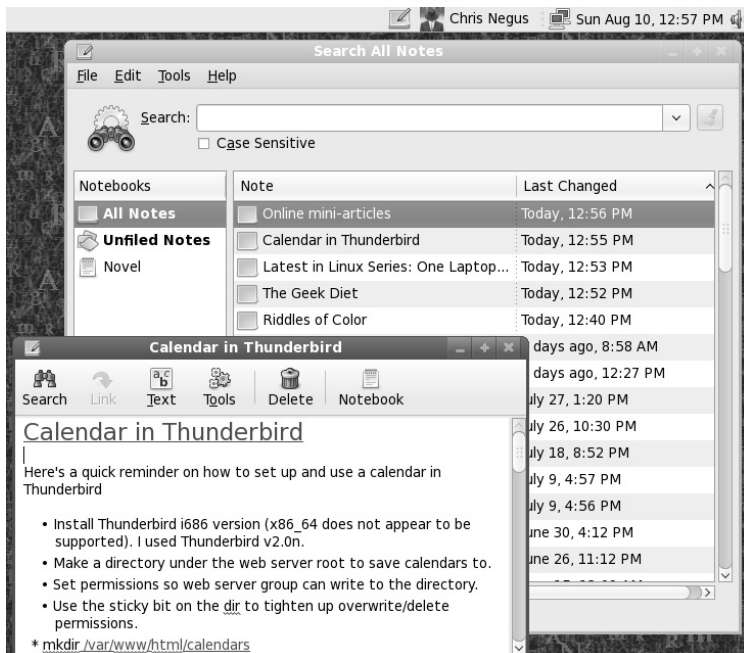 Chris Negus Sun Aug 10, 12:57 PM
Search All Notes
File Edit Tools Help
Search:
Case Sensitive
Notebooks Note Last Changed
All Notes Online mini-articles Today, 12:56 PM
Unfiled Notes Calendar in Thunderbird Today, 12:55 PM
Novel Latest in Linux Series: One Laptop... Today, 12:53 PM
The Geek Diet Today, 12:52 PM
Riddles of Color Today, 12:40 PM
days ago, 8:58 AM
days ago, 12:27 PM
uly 27, 1:20 PM
uly 26, 10:30 PM
uly 18, 8:52 PM
uly 9, 4:57 PM
uly 9, 4:56 PM
une 30, 4:12 PM
une 26, 11:12 PM
Calendar in Thunderbird
Search Link Text Tools Delete Notebook
Calendar in Thunderbird
Here's a quick reminder on how to set up and use a calendar in
Thunderbird
• Install Thunderbird i686 version (x86_64 does not appear to be
supported). I used Thunderbird v2.0n.
• Make a directory under the web server root to save calendars to.
• Set permissions so web server group can write to the directory.
• Use the sticky bit on the dir to tighten up overwrite/delete
permissions.
* mkdir /var/www/html/calendars